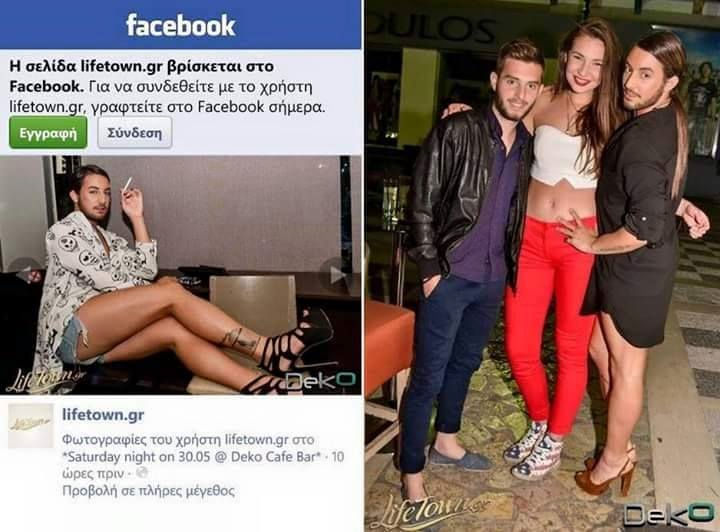 facebook
Η σελίδα lifetown.gr βρίσκεται στο
Facebook. Για να συνδεθείτε με το χρήστη
lifetown.gr, γραφτείτε στο Facebook σήμερα.
Εγγραφή Σύνδεση
LifeTown.gr
DekO
lifetown.gr
Φωτογραφίες του χρήστη lifetown.gr στο
*Saturday night on 30.05 @ Deko Cafe Bar* · 10
ώρες πριν ·
Προβολή σε πλήρες μέγεθος
OULOS
LifeTown.gr
DekO